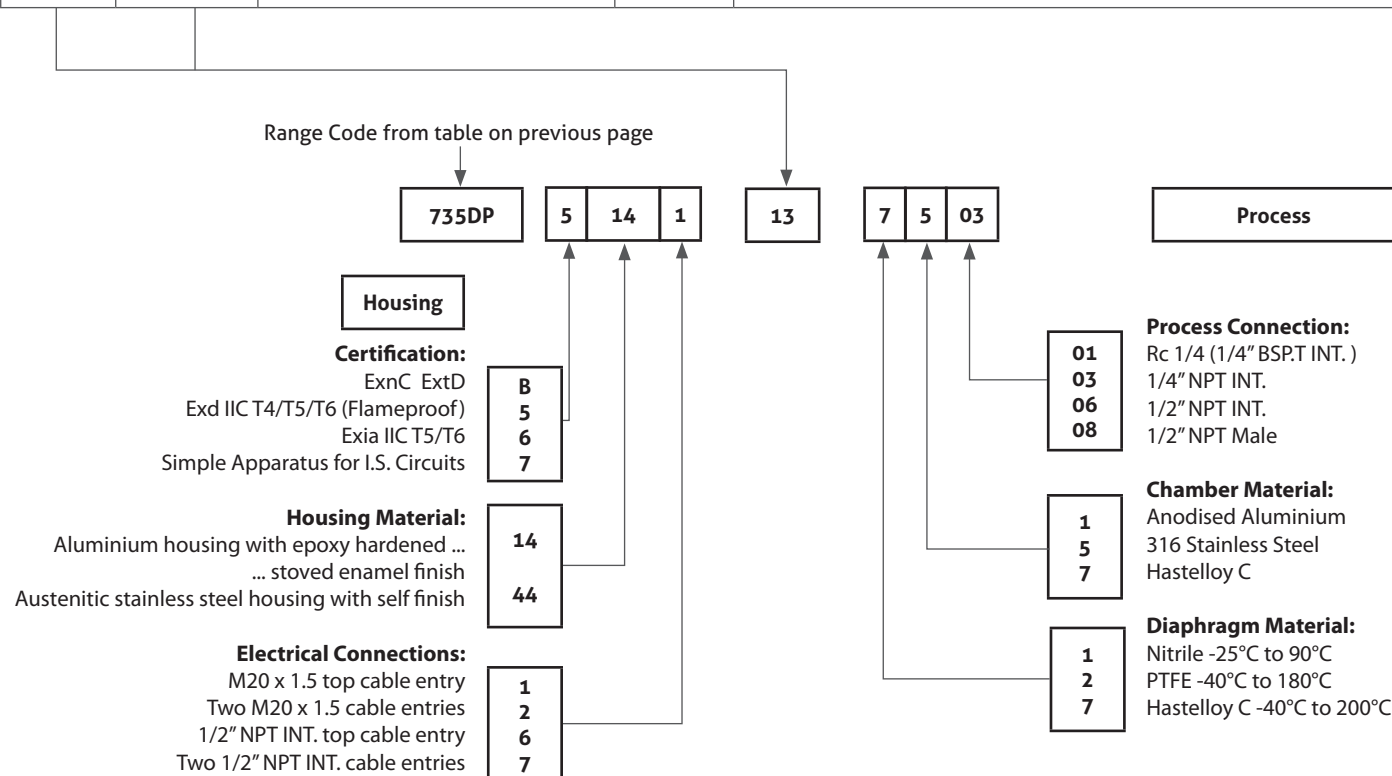 Range Code from table on previous page
735DP 5 14 1 13 7 5 03 Process
Housing
Certification:
ExnC ExtD B
Exd IIC T4/T5/T6 (Flameproof) 5
Exia IIC T5/T6 6
Simple Apparatus for I.S. Circuits 7
Housing Material:
Aluminium housing with epoxy hardened ... 14
... stoved enamel finish
Austenitic stainless steel housing with self finish 44
Electrical Connections:
M20 x 1.5 top cable entry 1
Two M20 x 1.5 cable entries 2
1/2” NPT INT. top cable entry 6
Two 1/2” NPT INT. cable entries 7
Process Connection:
01 Rc 1/4 (1/4” BSP.T INT. )
03 1/4” NPT INT.
06 1/2” NPT INT.
08 1/2” NPT Male
Chamber Material:
1 Anodised Aluminium
5 316 Stainless Steel
7 Hastelloy C
Diaphragm Material:
1 Nitrile -25°C to 90°C
2 PTFE -40°C to 180°C
7 Hastelloy C -40°C to 200°C